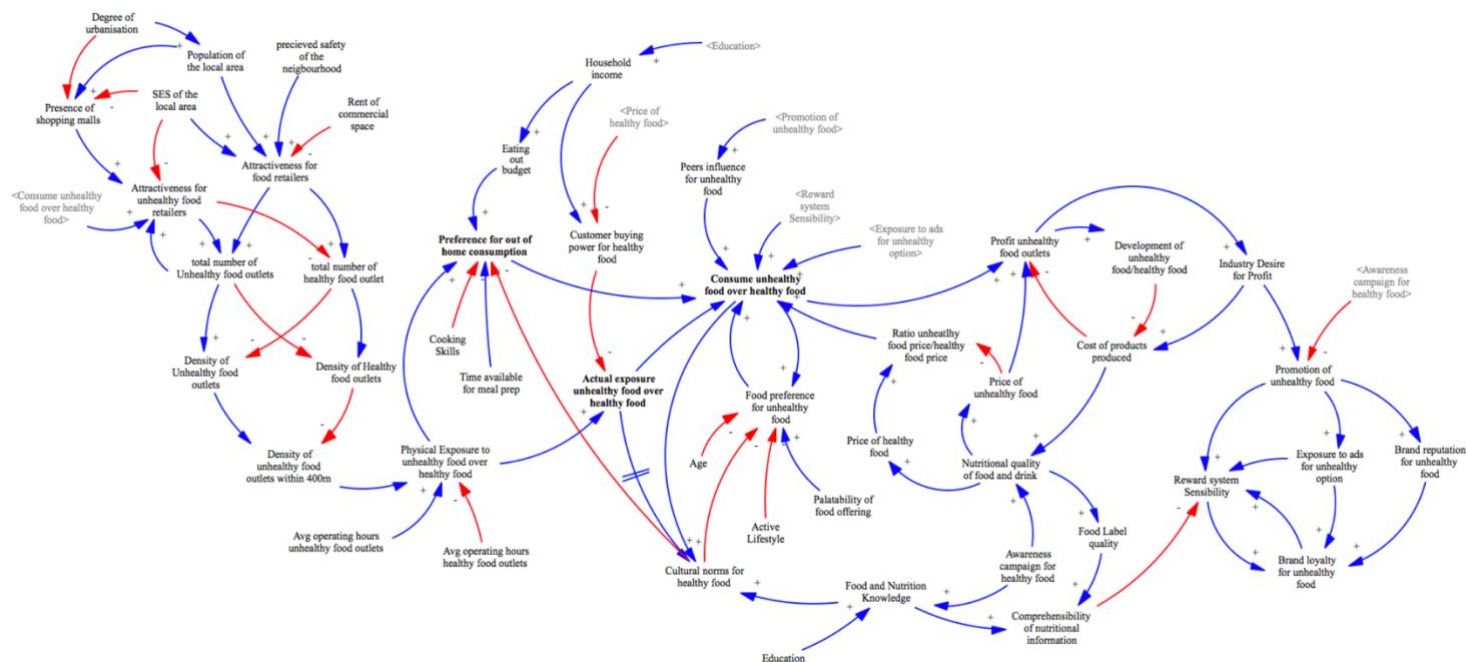 Degree of
urbanisation
Population of
the local area
precieved safety
of the
neigbourhood
Presence of
shopping malls
SES of the
local area
Rent of
commercial
space
Attractiveness for
food retailers
<Consume unhealthy
food over healthy
food>
Attractiveness for
unhealthy food
retailers
total number of
Unhealthy food outlets
total number of
healthy food outlet
Density of
Unhealthy food
outlets
Density of Healthy
food outlets
Density of
unhealthy food
outlets within 400m
Avg operating hours
unhealthy food outlets
Avg operating hours
healthy food outlets
Physical Exposure to
unhealthy food over
healthy food
<Education>
Household
income
<Price of
healthy food>
Eating
out
budget
Customer buying
power for healthy
food
Preference for out of
home consumption
Cooking
Skills
Time available
for meal prep
Actual exposure
unhealthy food over
healthy food
<Promotion of
unhealthy food>
Peers influence
for unhealthy
food
<Reward
system
Sensibility>
<Exposure to ads
for unhealthy
option>
Consume unhealthy
food over healthy food
Food preference
for unhealthy
food
Age
Active
Lifestyle
Palatability of
food offering
Cultural norms for
healthy food
Food and Nutrition
Knowledge
Education
Awareness
campaign for
healthy food
Comprehensibility
of nutritional
information
Food Label
quality
Nutritional quality
of food and drink
Price of healthy
food
Ratio unheatlhy
food price/healthy
food price
Price of
unhealthy food
Profit unhealthy
food outlets
Development of
unhealthy
food/healthy food
Cost of products
produced
Industry Desire
for Profit
<Awareness
campaign for
healthy food>
Promotion of
unhealthy food
Exposure to ads
for unhealthy
option
Brand reputation
for unhealthy
food
Reward system
Sensibility
Brand loyalty
for unhealthy
food